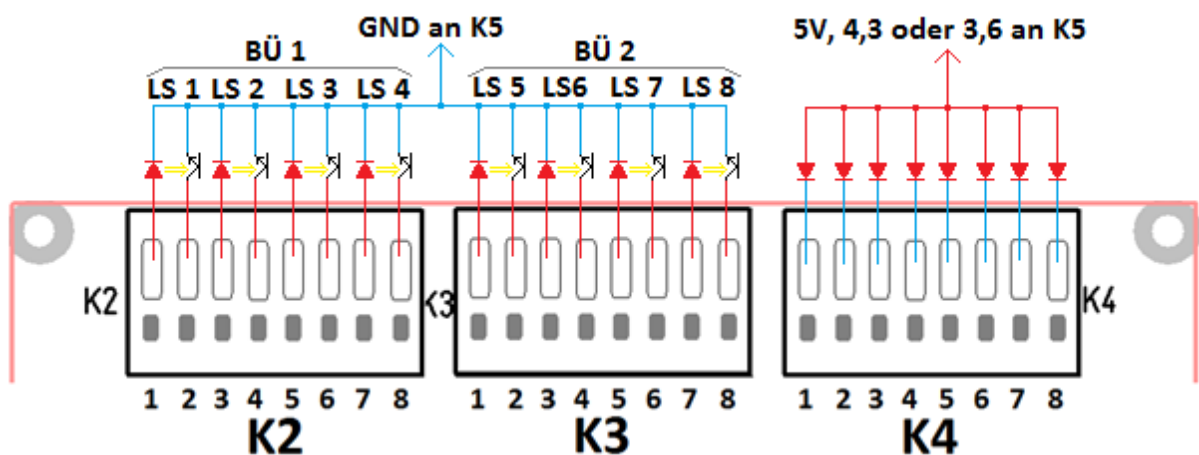 GND an K5
5V, 4,3 oder 3,6 an K5
BÜ 1
BÜ 2
LS 1 LS 2 LS 3 LS 4
LS 5 LS6 LS 7 LS 8
K2
K3
K4
1 2 3 4 5 6 7 8
1 2 3 4 5 6 7 8
1 2 3 4 5 6 7 8
K2
K3
K4